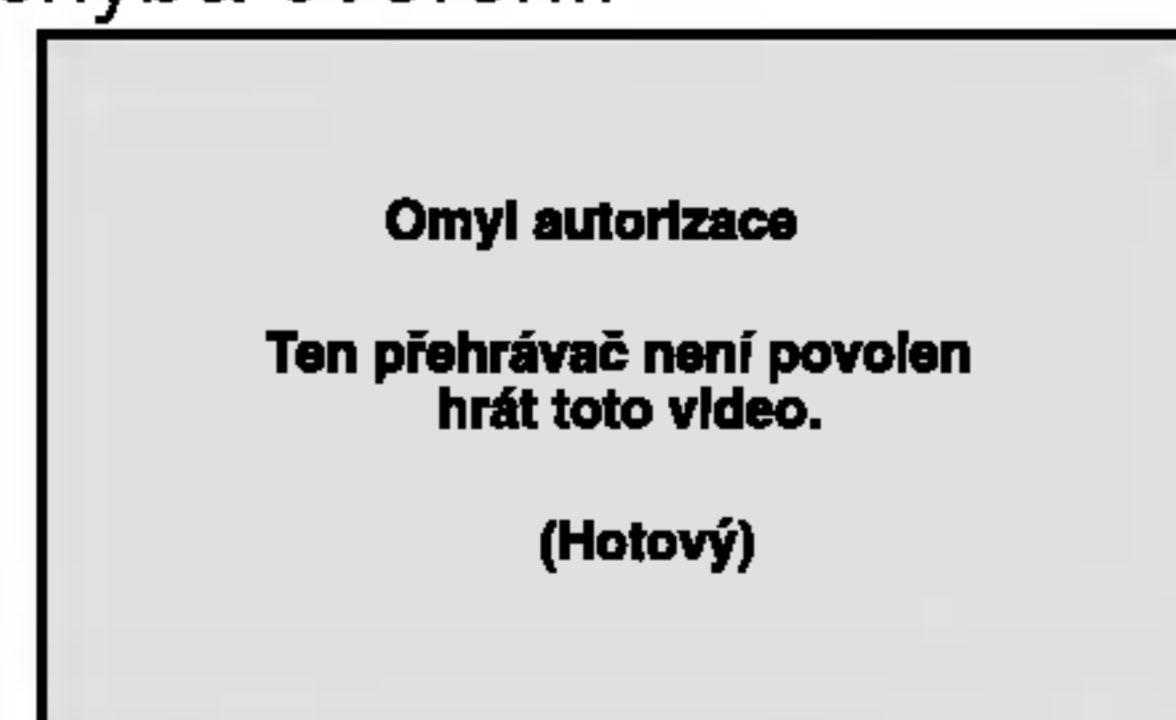 Omyl autorizace
Ten přehrávač není povolen
hrát toto video.
(Hotový)